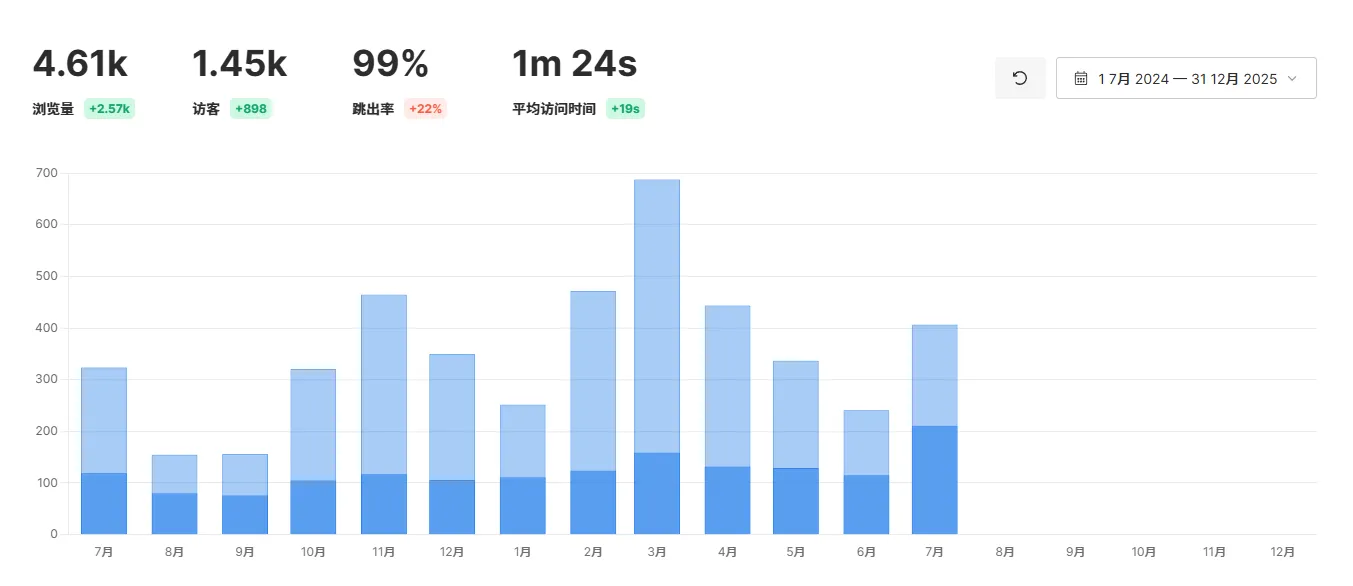 4.61k 1.45k 99% 1m 24s
浏览量 +2.57k 访客 +898 跳出率 +22% 平均访问时间 +19s
1 7月 2024 — 31 12月 2025
700
600
500
400
300
200
100
0
7月 8月 9月 10月 11月 12月 1月 2月 3月 4月 5月 6月 7月 8月 9月 10月 11月 12月